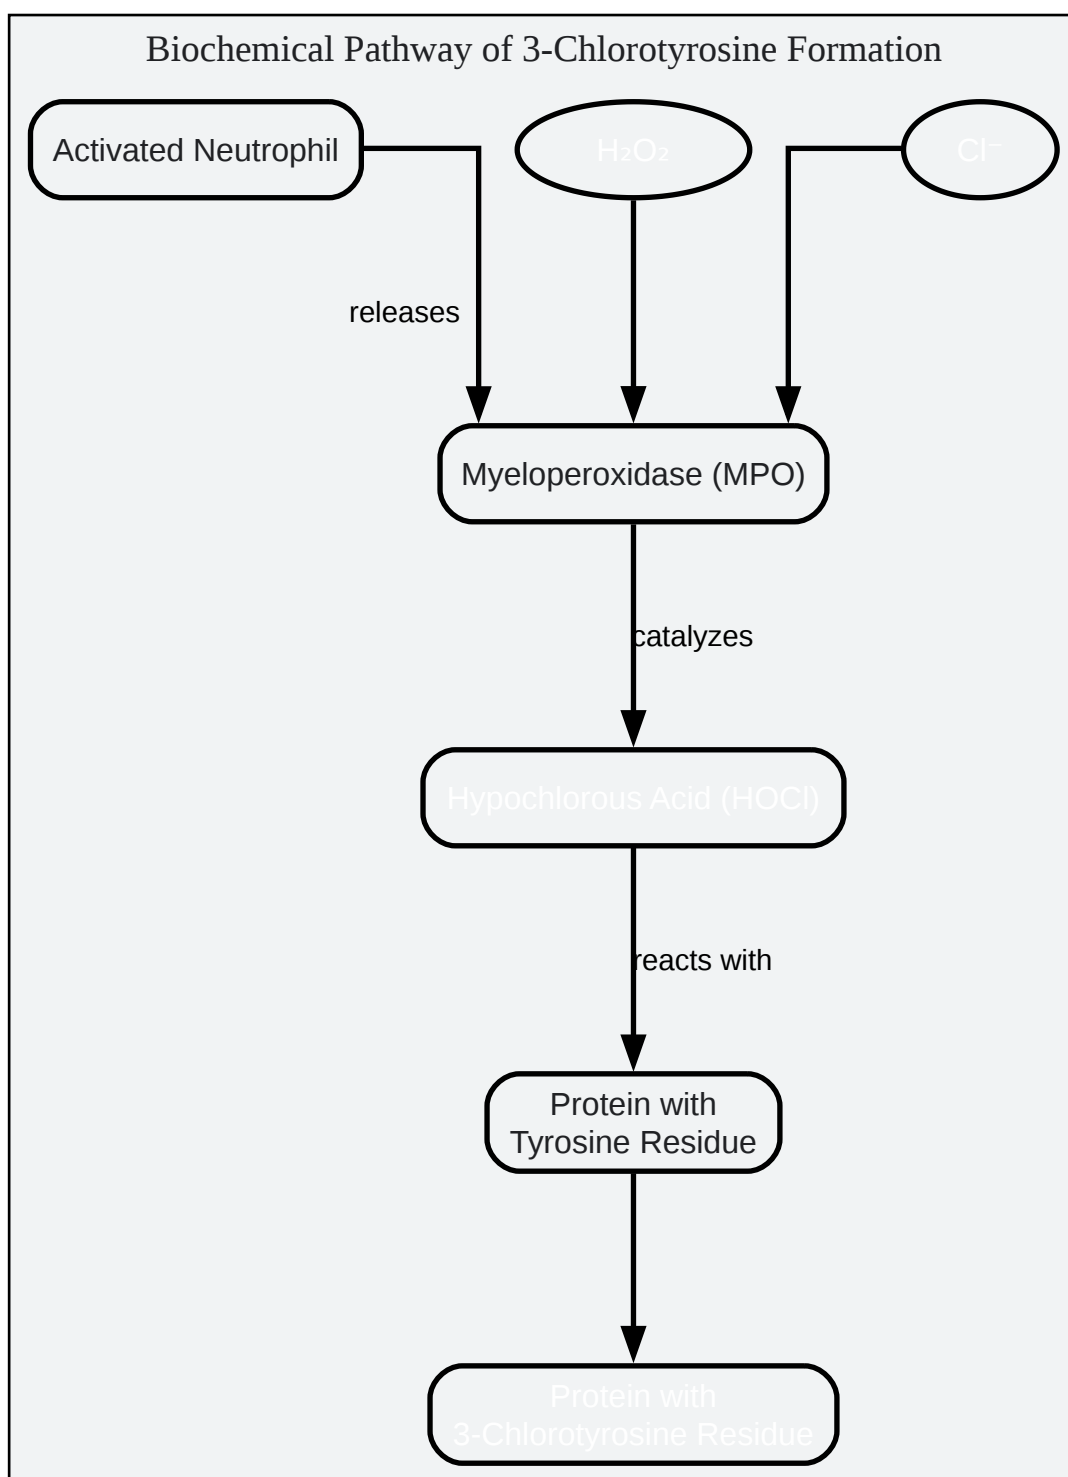 Biochemical Pathway of 3-Chlorotyrosine Formation
Activated Neutrophil
H₂O₂
Cl⁻
releases
Myeloperoxidase (MPO)
catalyzes
Hypochlorous Acid (HOCl)
reacts with
Protein with
Tyrosine Residue
Protein with
3-Chlorotyrosine Residue